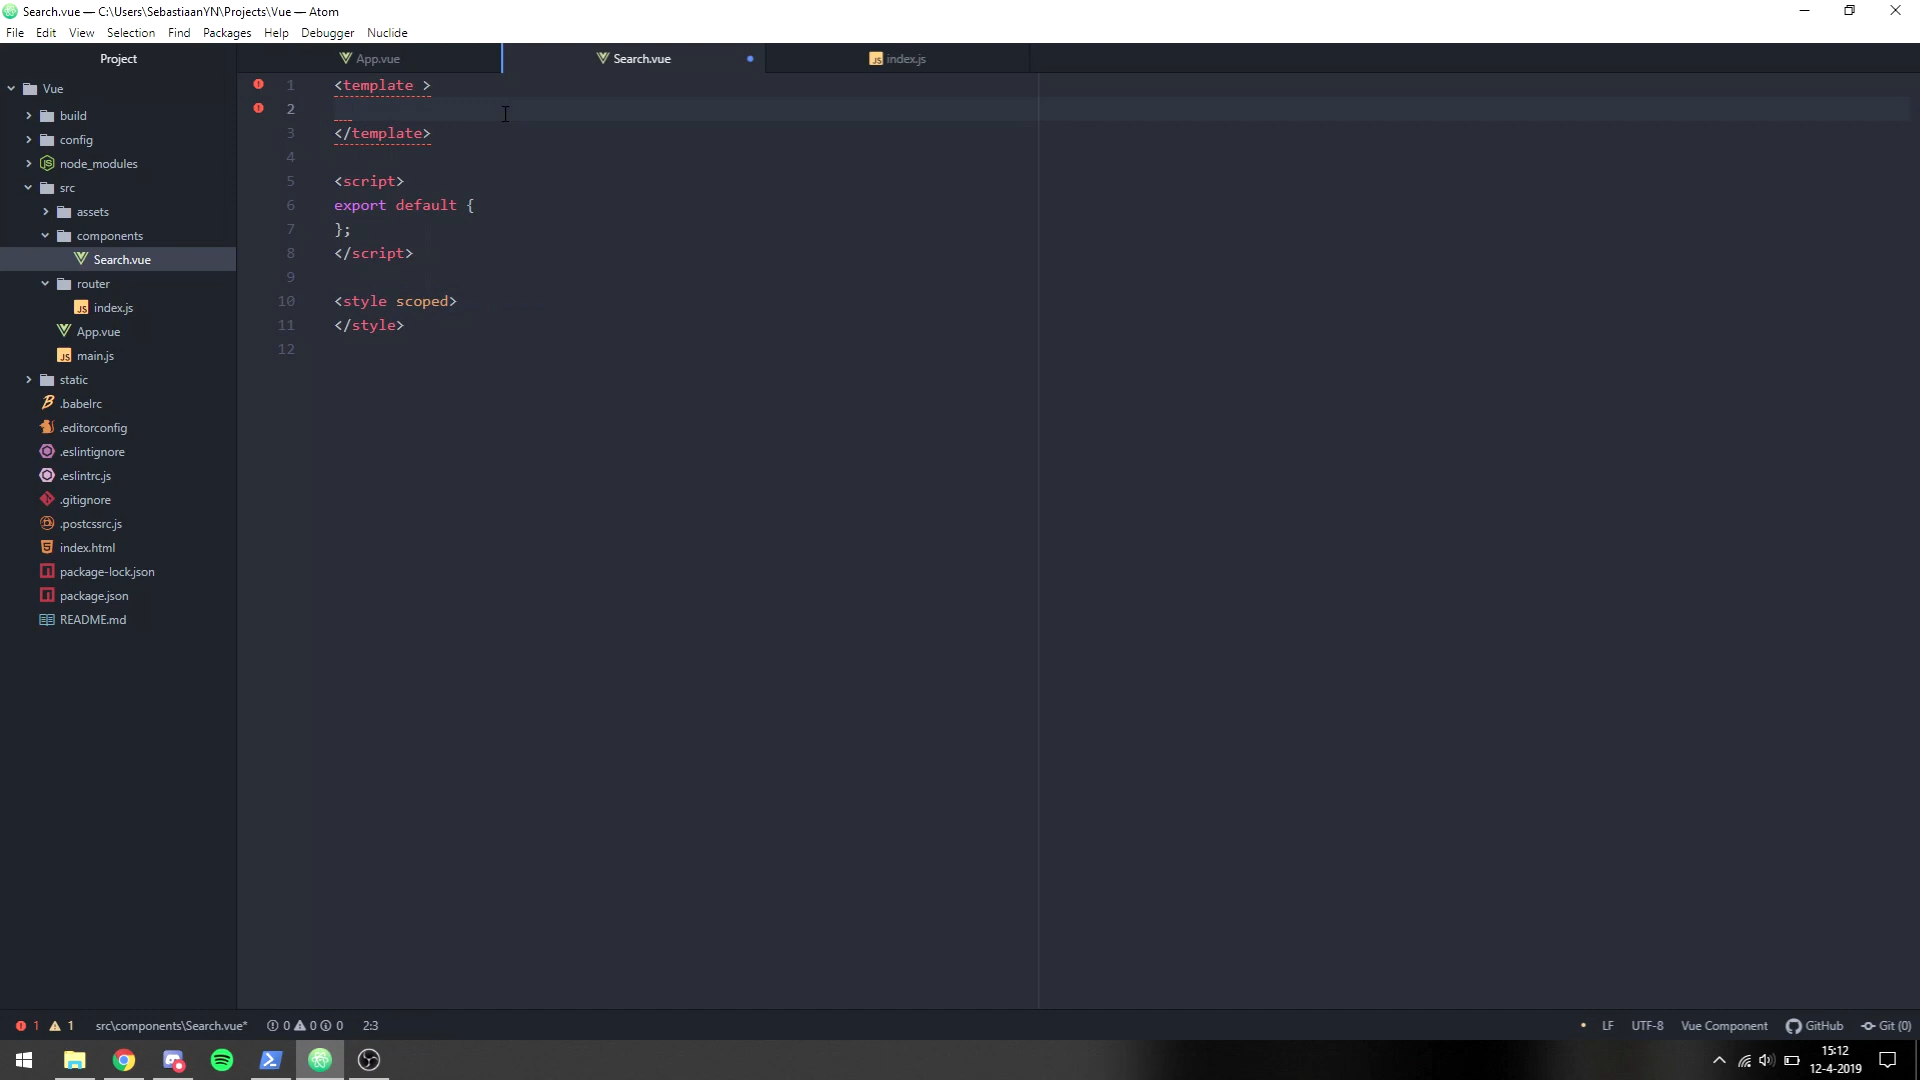 Search.vue — C:\Users\SebastiaanYN\Projects\Vue — Atom
File Edit View Selection Find Packages Help Debugger Nuclide
Project
App.vue
Search.vue
index.js
Vue
build
config
node_modules
src
assets
components
Search.vue
router
index.js
App.vue
main.js
static
.babelrc
.editorconfig
.eslintignore
.eslintrc.js
.gitignore
.postcssrc.js
index.html
package-lock.json
package.json
README.md
1 <template >
2
3 </template>
4
5 <script>
6 export default {
7 };
8 </script>
9
10 <style scoped>
11 </style>
12
1 1 src\components\Search.vue* 0 0 0 2:3
LF UTF-8 Vue Component GitHub Git (0)
15:12
12-4-2019